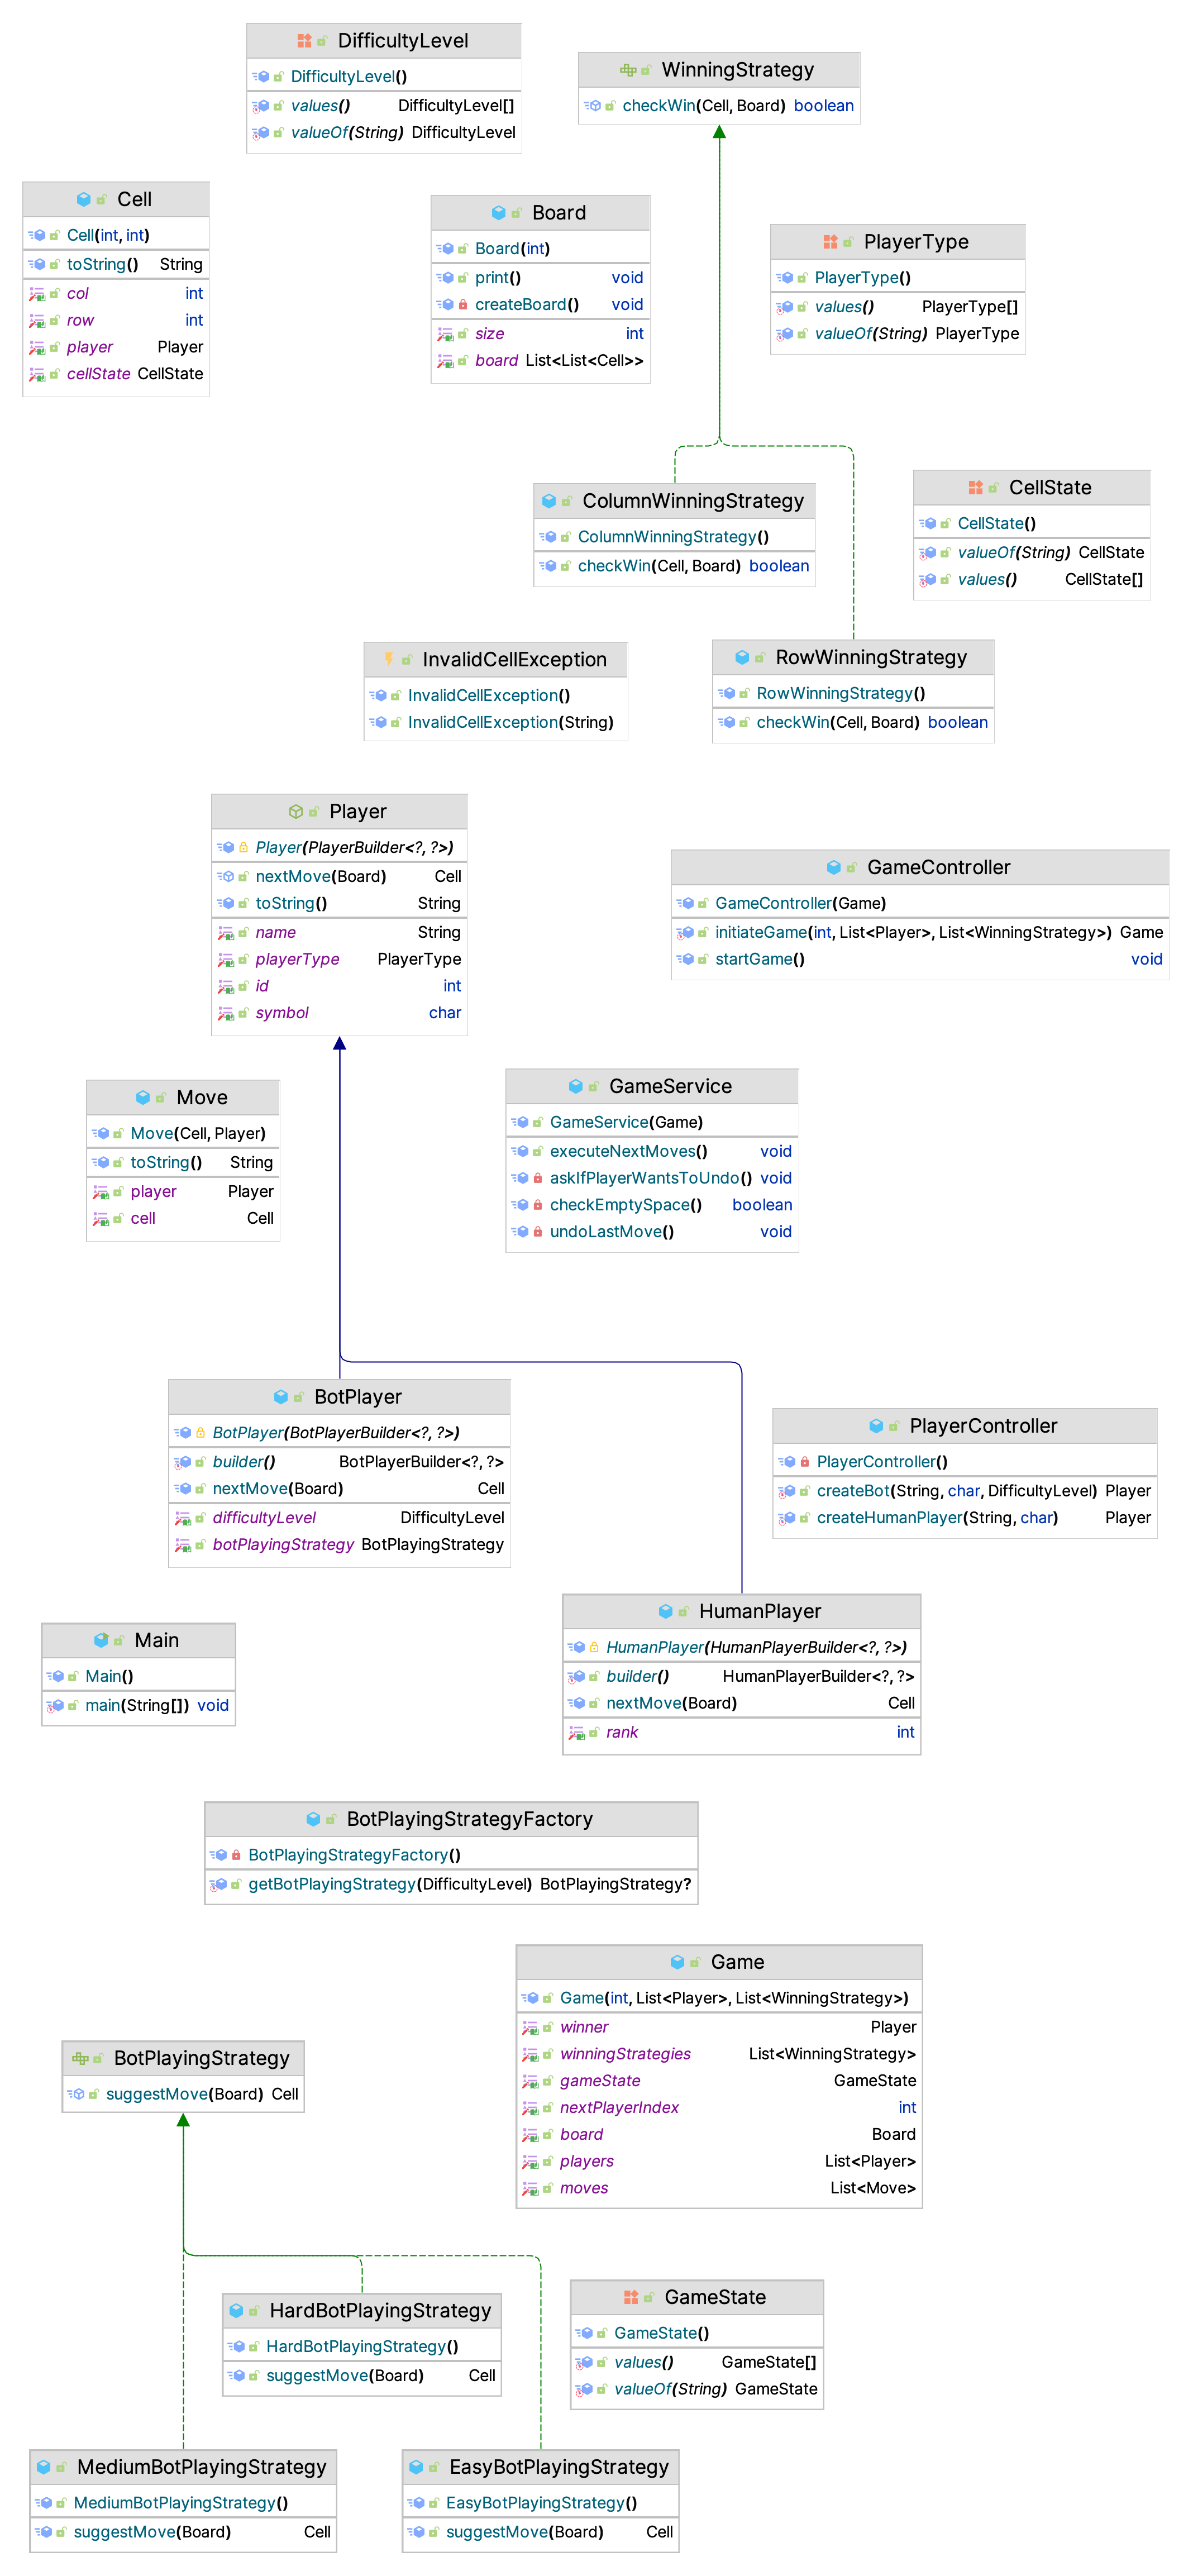 DifficultyLevel
DifficultyLevel()
values() DifficultyLevel[]
valueOf(String) DifficultyLevel
WinningStrategy
checkWin(Cell, Board) boolean
Cell
Cell(int, int)
toString() String
col int
row int
player Player
cellState CellState
Board
Board(int)
print() void
createBoard() void
size int
board List<List<Cell>>
PlayerType
PlayerType()
values() PlayerType[]
valueOf(String) PlayerType
ColumnWinningStrategy
ColumnWinningStrategy()
checkWin(Cell, Board) boolean
CellState
CellState()
valueOf(String) CellState
values() CellState[]
InvalidCellException
InvalidCellException()
InvalidCellException(String)
RowWinningStrategy
RowWinningStrategy()
checkWin(Cell, Board) boolean
Player
Player(PlayerBuilder<?, ?>)
nextMove(Board) Cell
toString() String
name String
playerType PlayerType
id int
symbol char
GameController
GameController(Game)
initiateGame(int, List<Player>, List<WinningStrategy>) Game
startGame() void
Move
Move(Cell, Player)
toString() String
player Player
cell Cell
GameService
GameService(Game)
executeNextMoves() void
askIfPlayerWantsToUndo() void
checkEmptySpace() boolean
undoLastMove() void
BotPlayer
BotPlayer(BotPlayerBuilder<?, ?>)
builder() BotPlayerBuilder<?, ?>
nextMove(Board) Cell
difficultyLevel DifficultyLevel
botPlayingStrategy BotPlayingStrategy
PlayerController
PlayerController()
createBot(String, char, DifficultyLevel) Player
createHumanPlayer(String, char) Player
HumanPlayer
HumanPlayer(HumanPlayerBuilder<?, ?>)
builder() HumanPlayerBuilder<?, ?>
nextMove(Board) Cell
rank int
Main
Main()
main(String[]) void
BotPlayingStrategyFactory
BotPlayingStrategyFactory()
getBotPlayingStrategy(DifficultyLevel) BotPlayingStrategy?
Game
Game(int, List<Player>, List<WinningStrategy>)
winner Player
winningStrategies List<WinningStrategy>
gameState GameState
nextPlayerIndex int
board Board
players List<Player>
moves List<Move>
BotPlayingStrategy
suggestMove(Board) Cell
HardBotPlayingStrategy
HardBotPlayingStrategy()
suggestMove(Board) Cell
GameState
GameState()
values() GameState[]
valueOf(String) GameState
MediumBotPlayingStrategy
MediumBotPlayingStrategy()
suggestMove(Board) Cell
EasyBotPlayingStrategy
EasyBotPlayingStrategy()
suggestMove(Board) Cell